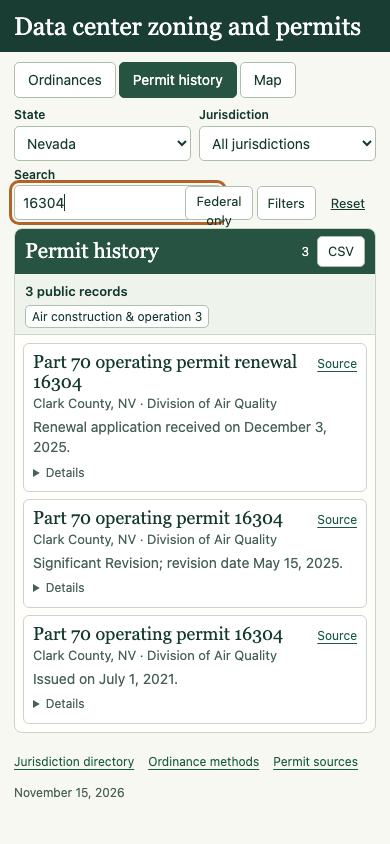 Data center zoning and permits
Ordinances Permit history Map
State Jurisdiction
Nevada All jurisdictions
Search
16304 Federal only Filters Reset
Permit history 3 CSV
3 public records
Air construction & operation 3
Part 70 operating permit renewal 16304 Source
Clark County, NV · Division of Air Quality
Renewal application received on December 3,
2025.
Details
Part 70 operating permit 16304 Source
Clark County, NV · Division of Air Quality
Significant Revision; revision date May 15, 2025.
Details
Part 70 operating permit 16304 Source
Clark County, NV · Division of Air Quality
Issued on July 1, 2021.
Details
Jurisdiction directory Ordinance methods Permit sources
November 15, 2026